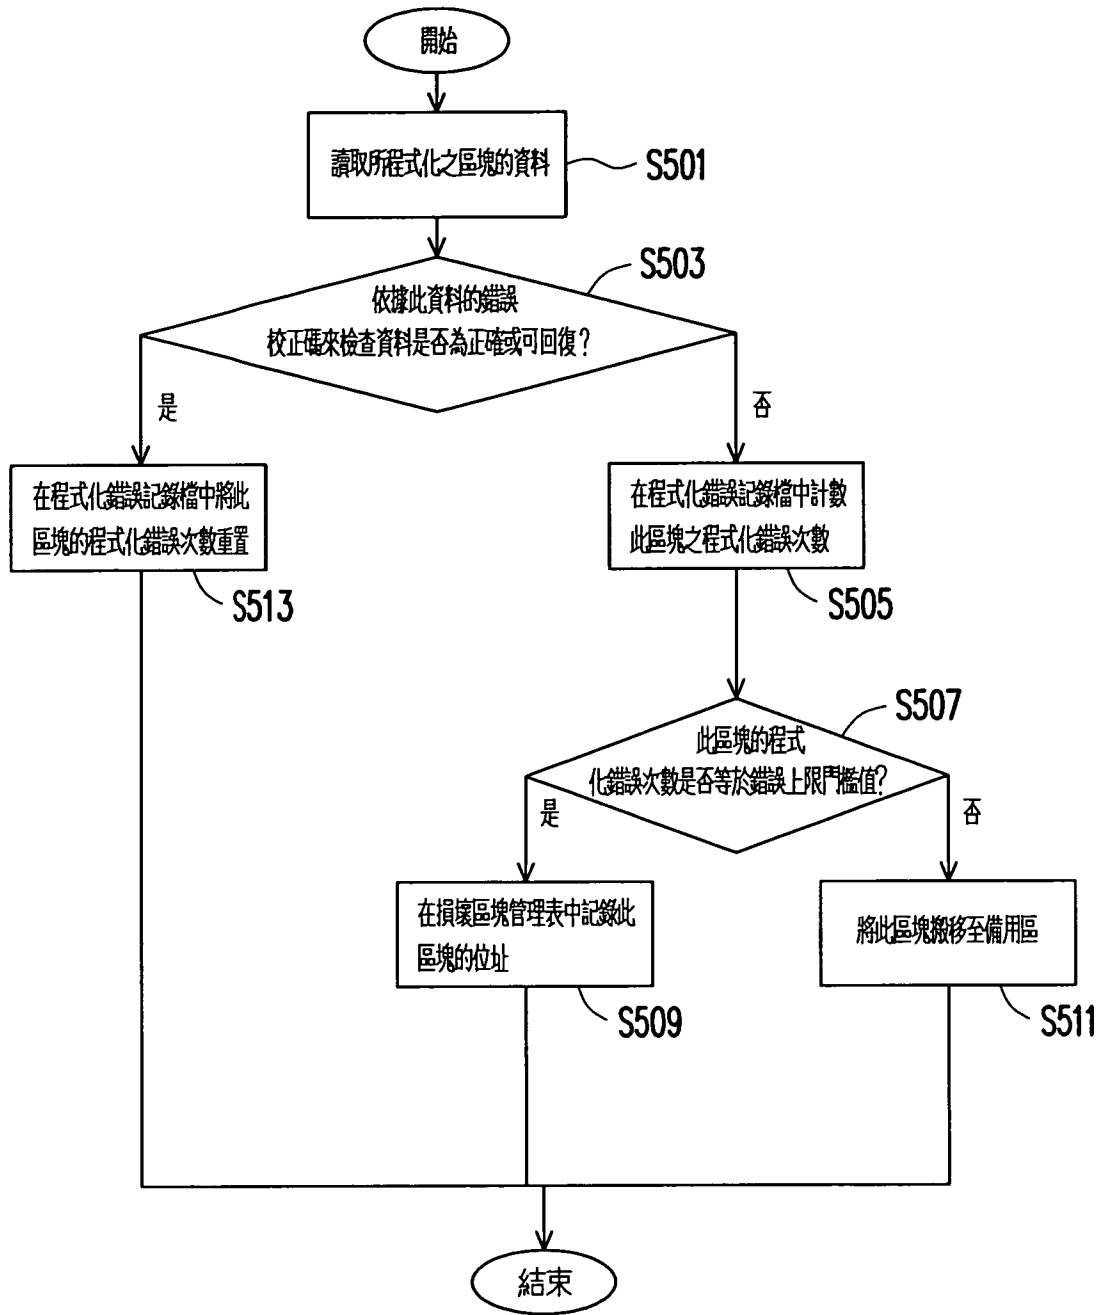 開始
讀取所程式化之區塊的資料
S501
S503
依據此資料的錯誤
校正碼來檢查資料是否為正確或可回復?
是
否
在程式化錯誤記錄檔中將此
區塊的程式化錯誤次數重置
S513
在程式化錯誤記錄檔中計數
此區塊之程式化錯誤次數
S505
S507
此區塊的程式
化錯誤次數是否等於錯誤上限門檻值?
是
否
在損壞區塊管理表中記錄此
區塊的位址
S509
將此區塊搬移至備用區
S511
結束